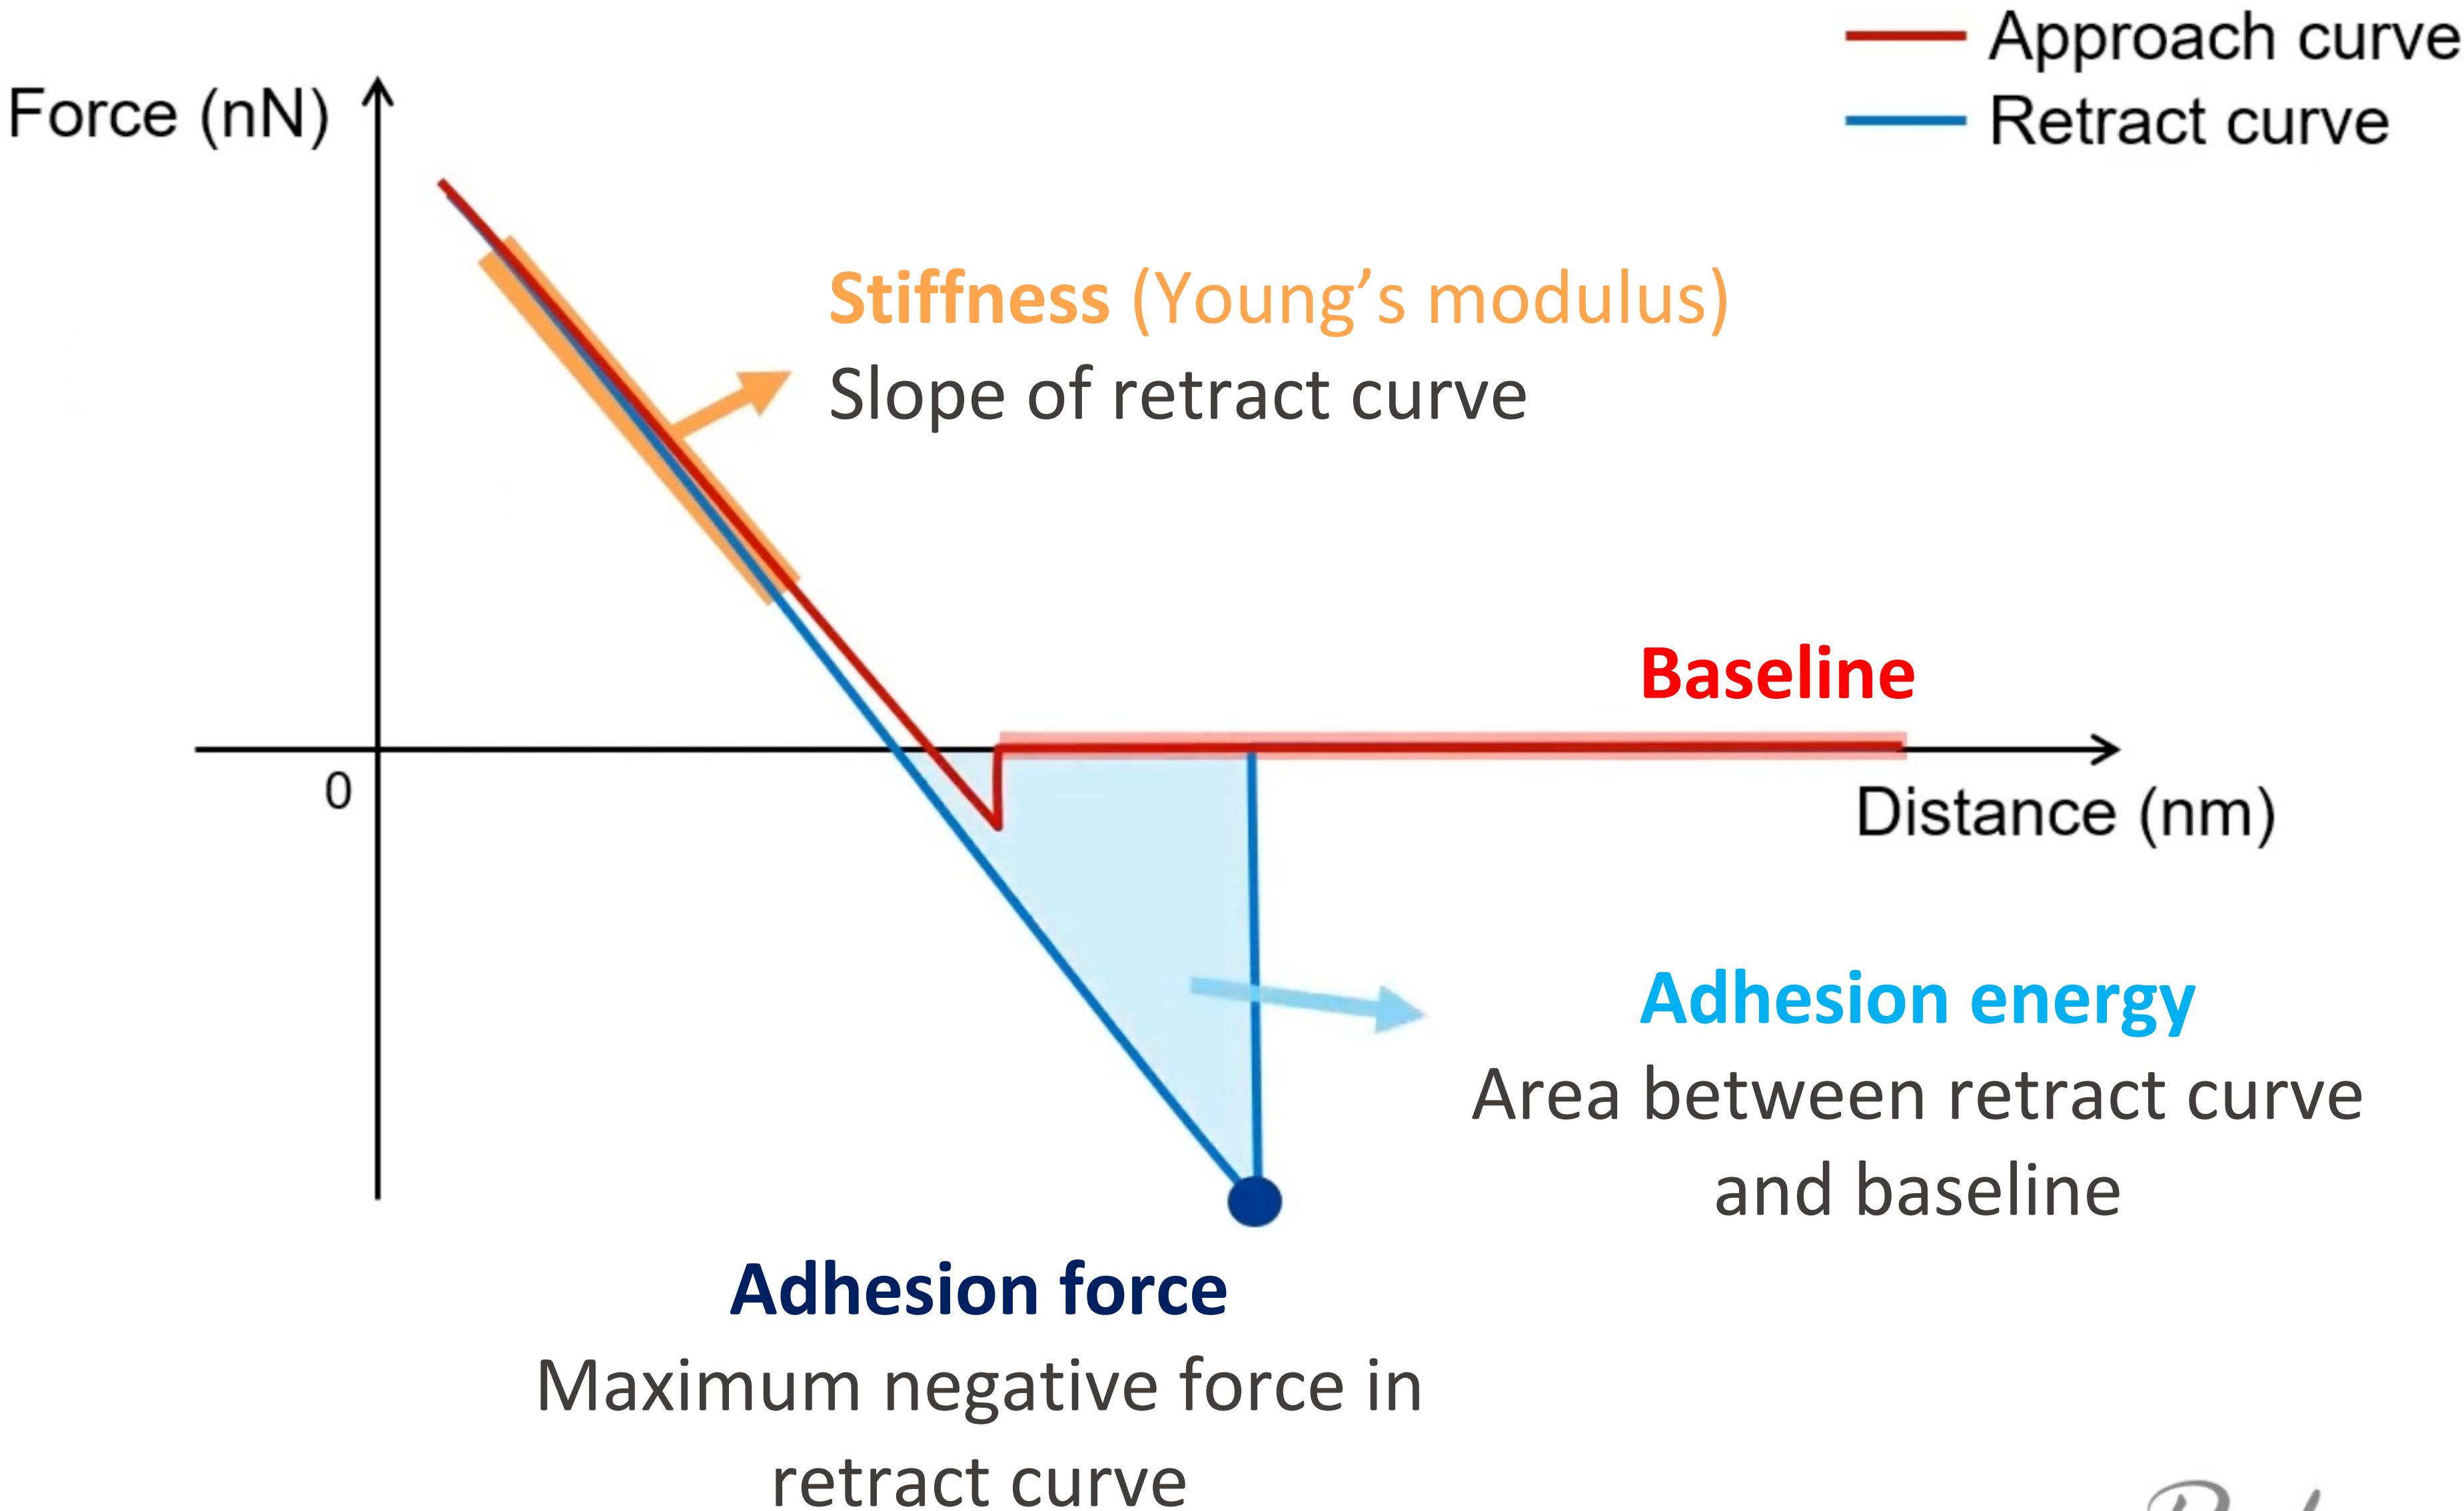 Approach curve
Retract curve
Force (nN)
Stiffness (Young’s modulus)
Slope of retract curve
Baseline
0
Distance (nm)
Adhesion energy
Area between retract curve
and baseline
Adhesion force
Maximum negative force in
retract curve